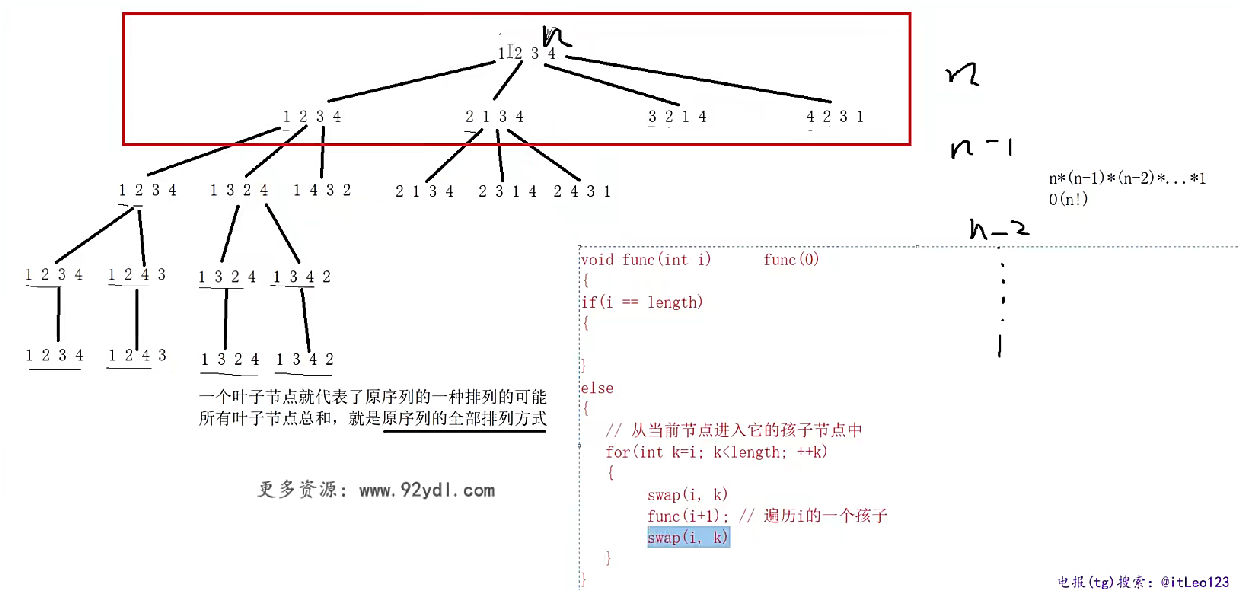 n
1 2 3 4
n
1 2 3 4 2 1 3 4 3 2 1 4 4 2 3 1
n-1
1 2 3 4 1 3 2 4 1 4 3 2 2 1 3 4 2 3 1 4 2 4 3 1
n*(n-1)*(n-2)*...*1
O(n!)
n-2
1 2 3 4 1 2 4 3 1 3 2 4 1 3 4 2
1
1 2 3 4 1 2 4 3 1 3 2 4 1 3 4 2
一个叶子节点就代表了原序列的一种排列的可能
所有叶子节点总和，就是原序列的全部排列方式
void func(int i) func(0)
{
if(i == length)
{
}
else
{
// 从当前节点进入它的孩子节点中
for(int k=i; k<length; ++k)
{
swap(i, k)
func(i+1); // 遍历i的一个孩子
swap(i, k)
}
}
更多资源：www.92ydl.com
电报(tg)搜索：@itLeo123